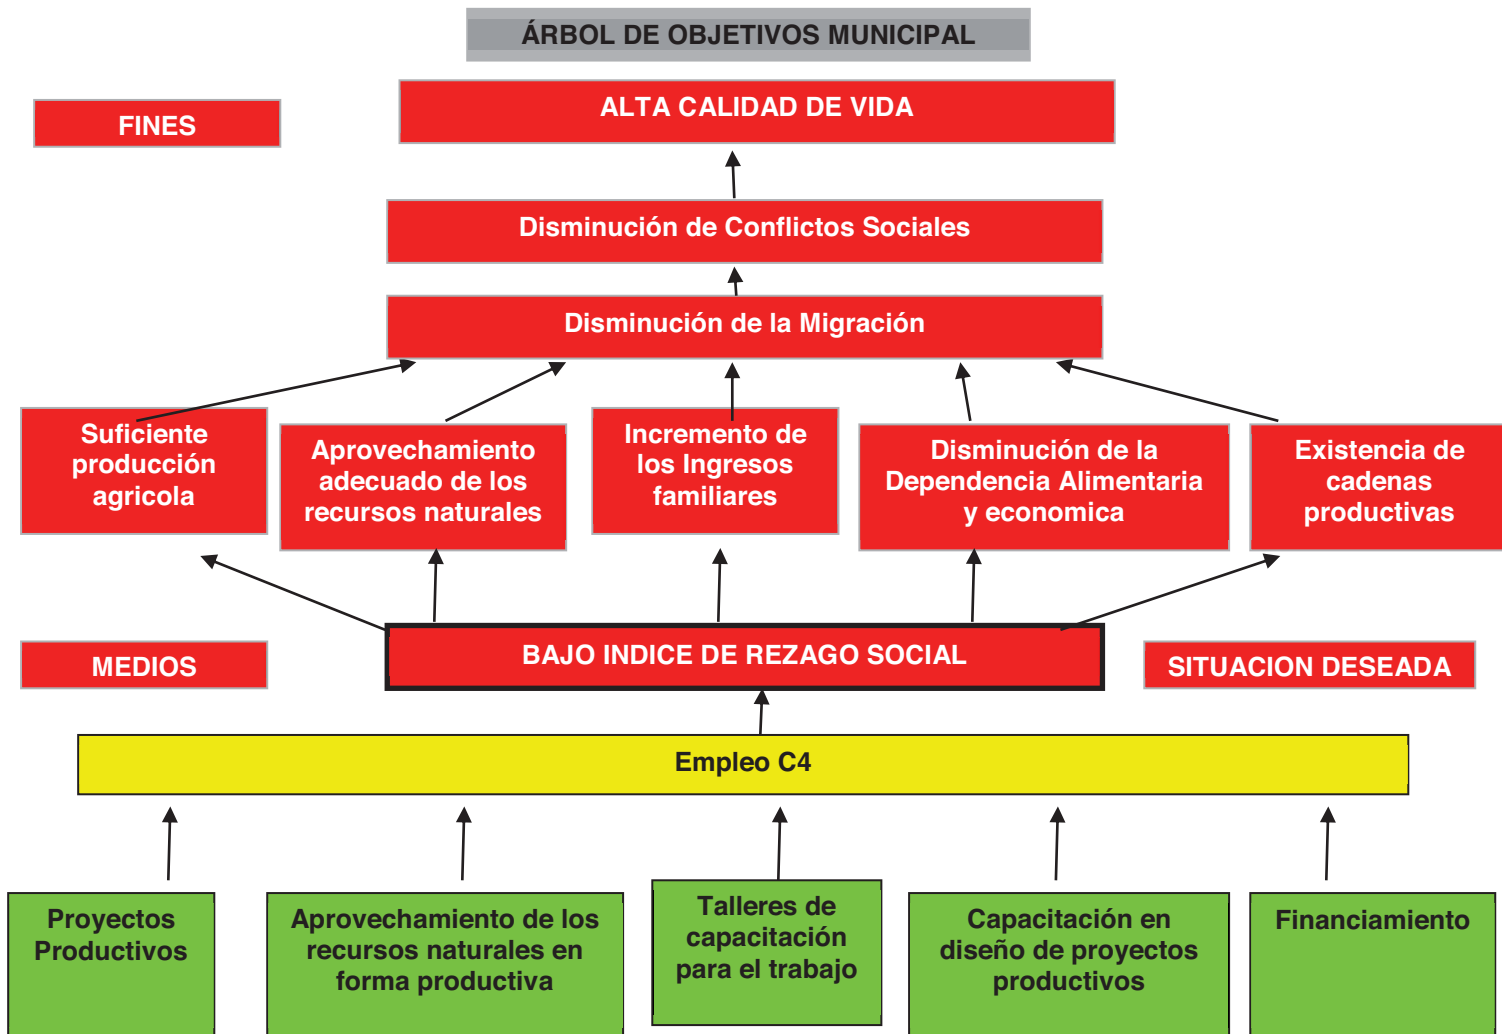 ÁRBOL DE OBJETIVOS MUNICIPAL
FINES
ALTA CALIDAD DE VIDA
Disminución de Conflictos Sociales
Disminución de la Migración
Suficiente
producción
agricola
Aprovechamiento
adecuado de los
recursos naturales
Incremento de
los Ingresos
familiares
Disminución de la
Dependencia Alimentaria
y economica
Existencia de
cadenas
productivas
MEDIOS
BAJO INDICE DE REZAGO SOCIAL
SITUACION DESEADA
Empleo C4
Proyectos
Productivos
Aprovechamiento de los
recursos naturales en
forma productiva
Talleres de
capacitación
para el trabajo
Capacitación en
diseño de proyectos
productivos
Financiamiento